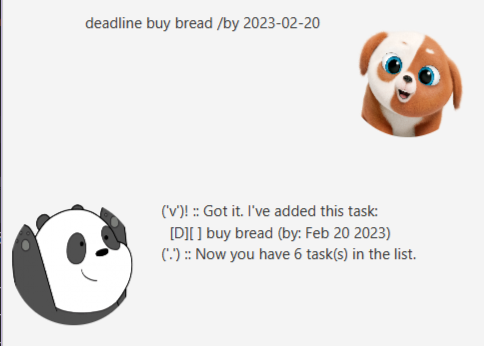 deadline buy bread /by 2023-02-20
('v')! :: Got it. I've added this task:
[D][ ] buy bread (by: Feb 20 2023)
('.') :: Now you have 6 task(s) in the list.